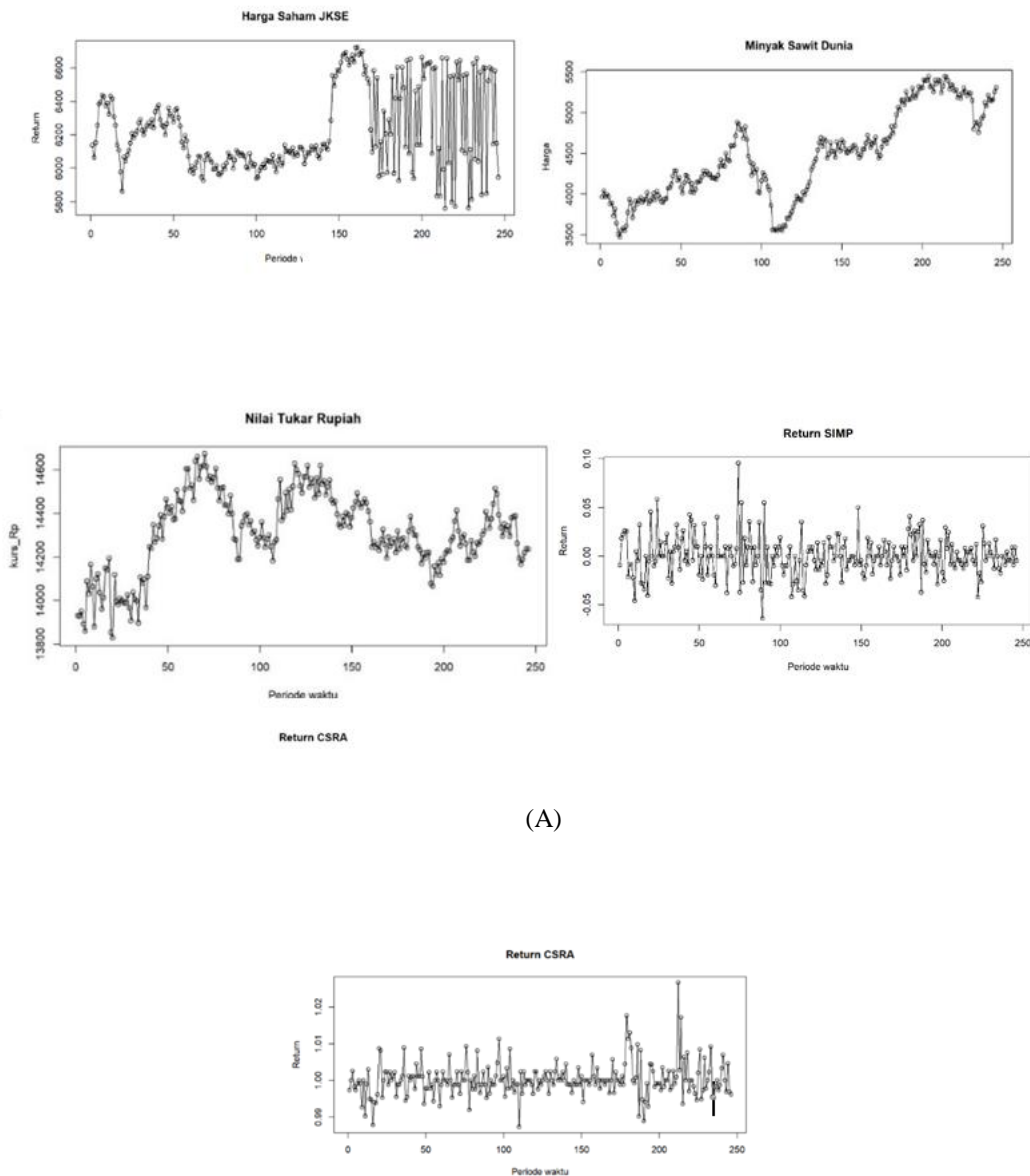 Harga Saham JKSE
Return
6600
6400
6200
6000
5800
0 50 100 150 200 250
Periode
Minyak Sawit Dunia
Harga
5500
5000
4500
4000
3500
0 50 100 150 200 250
Periode waktu
Nilai Tukar Rupiah
kurs_Rp
14600
14400
14200
14000
13800
0 50 100 150 200 250
Periode waktu
Return SIMP
Return
0.10
0.05
0.00
-0.05
0 50 100 150 200 250
Periode waktu
Return CSRA
(A)
Return CSRA
Return
1.02
1.01
1.00
0.99
0 50 100 150 200 250
Periode waktu